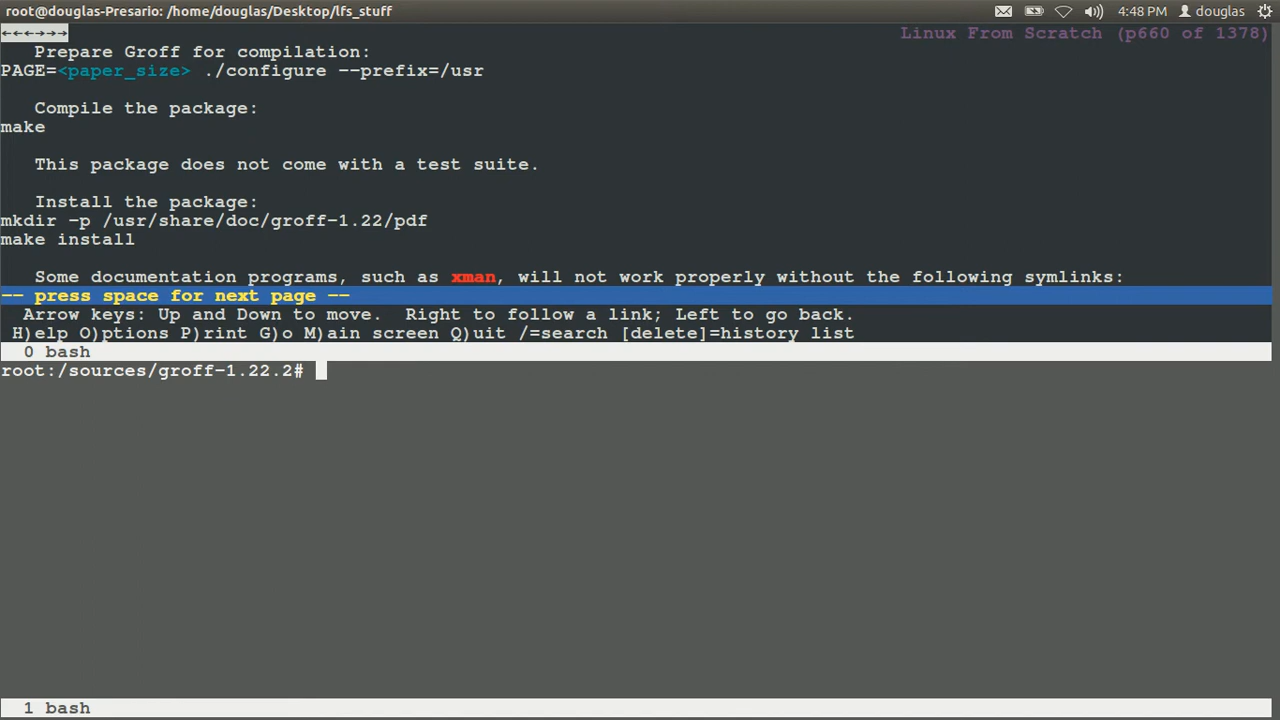 root@douglas-Presario: /home/douglas/Desktop/lfs_stuff 4:48 PM douglas
←←←→→→ Linux From Scratch (p660 of 1378)
Prepare Groff for compilation:
PAGE=<paper_size> ./configure --prefix=/usr
Compile the package:
make
This package does not come with a test suite.
Install the package:
mkdir -p /usr/share/doc/groff-1.22/pdf
make install
Some documentation programs, such as xman, will not work properly without the following symlinks:
-- press space for next page --
Arrow keys: Up and Down to move. Right to follow a link; Left to go back.
H)elp O)ptions P)rint G)o M)ain screen Q)uit /=search [delete]=history list
0 bash
root:/sources/groff-1.22.2#
1 bash